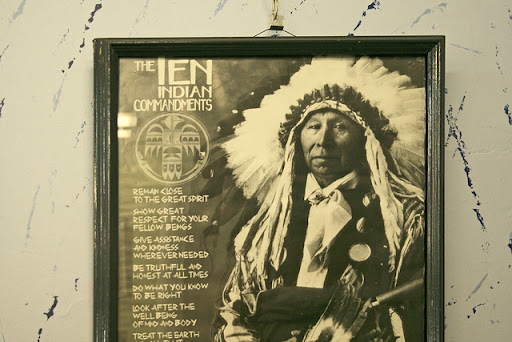 THE TEN
INDIAN
COMMANDMENTS
REMAIN CLOSE
TO THE GREAT SPIRIT
SHOW GREAT
RESPECT FOR YOUR
FELLOW BEINGS
GIVE ASSISTANCE
AND KINDNESS
WHEREVER NEEDED
BE TRUTHFUL AND
HONEST AT ALL TIMES
DO WHAT YOU KNOW
TO BE RIGHT
LOOK AFTER THE
WELL BEING
OF MIND AND BODY
TREAT THE EARTH